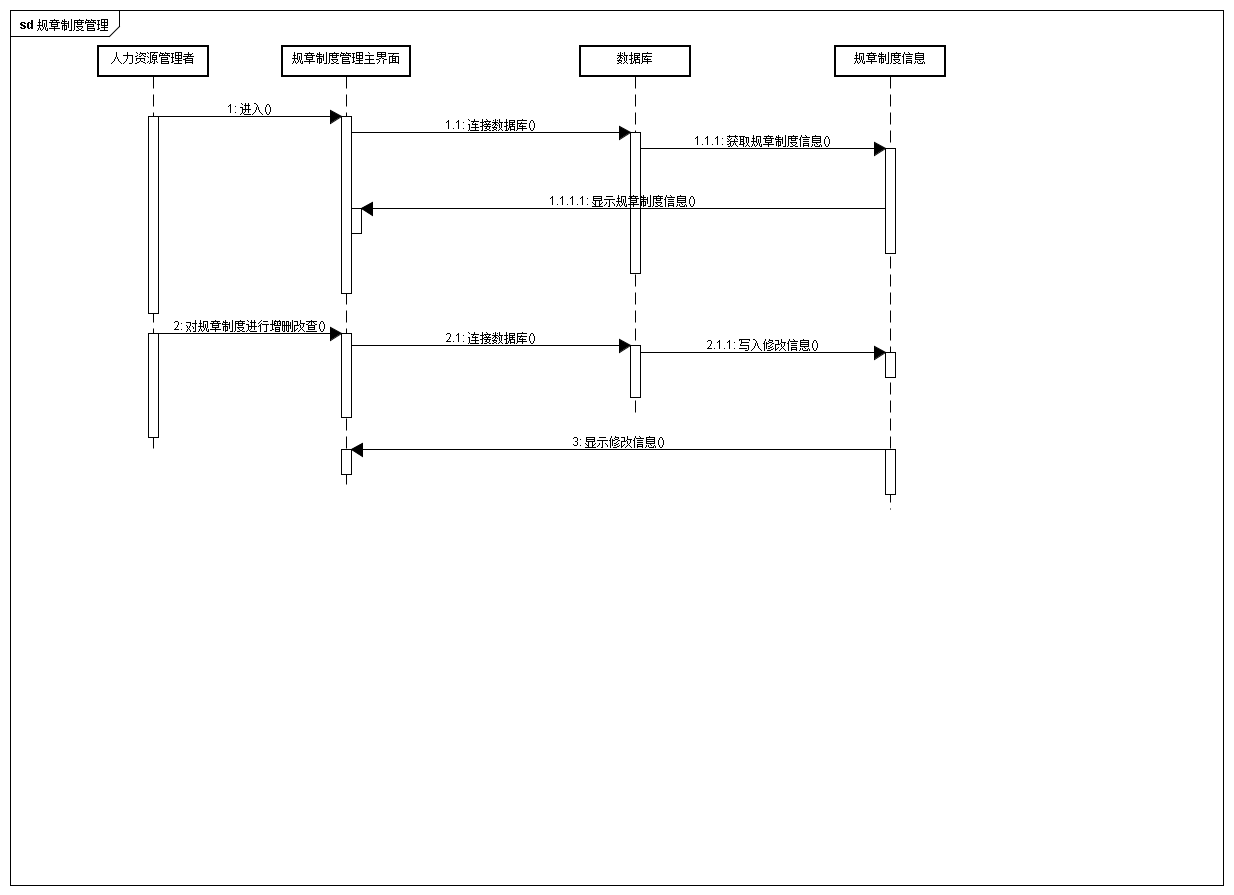 sd 规章制度管理
人力资源管理者
规章制度管理主界面
数据库
规章制度信息
1: 进入()
1.1: 连接数据库()
1.1.1: 获取规章制度信息()
1.1.1.1: 显示规章制度信息()
2: 对规章制度进行增删改查()
2.1: 连接数据库()
2.1.1: 写入修改信息()
3: 显示修改信息()